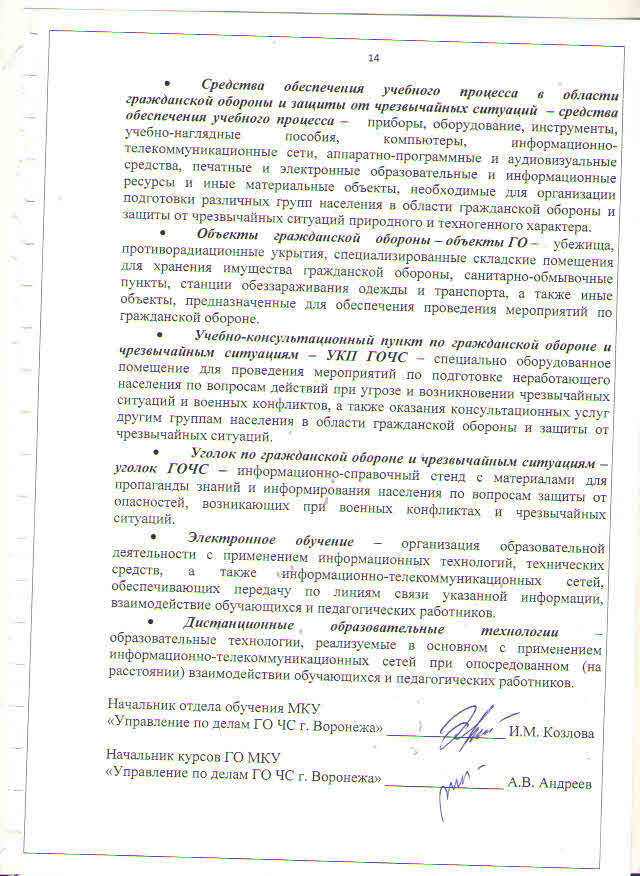 14
• Средства обеспечения учебного процесса в области
гражданской обороны и защиты от чрезвычайных ситуаций – средства
обеспечения учебного процесса – приборы, оборудование, инструменты,
учебно-наглядные пособия, компьютеры, информационно-
телекоммуникационные сети, аппаратно-программные и аудиовизуальные
средства, печатные и электронные образовательные и информационные
ресурсы и иные материальные объекты, необходимые для организации
подготовки различных групп населения в области гражданской обороны и
защиты от чрезвычайных ситуаций природного и техногенного характера.
• Объекты гражданской обороны – объекты ГО – убежища,
противорадиационные укрытия, специализированные складские помещения
для хранения имущества гражданской обороны, санитарно-обмывочные
пункты, станции обеззараживания одежды и транспорта, а также иные
объекты, предназначенные для обеспечения проведения мероприятий по
гражданской обороне.
• Учебно-консультационный пункт по гражданской обороне и
чрезвычайным ситуациям – УКП ГОЧС – специально оборудованное
помещение для проведения мероприятий по подготовке неработающего
населения по вопросам действий при угрозе и возникновении чрезвычайных
ситуаций и военных конфликтов, а также оказания консультационных услуг
другим группам населения в области гражданской обороны и защиты от
чрезвычайных ситуаций.
• Уголок по гражданской обороне и чрезвычайным ситуациям –
уголок ГОЧС – информационно-справочный стенд с материалами для
пропаганды знаний и информирования населения по вопросам защиты от
опасностей, возникающих при военных конфликтах и чрезвычайных
ситуаций.
• Электронное обучение – организация образовательной
деятельности с применением информационных технологий, технических
средств, а также информационно-телекоммуникационных сетей,
обеспечивающих передачу по линиям связи указанной информации,
взаимодействие обучающихся и педагогических работников.
• Дистанционные образовательные технологии –
образовательные технологии, реализуемые в основном с применением
информационно-телекоммуникационных сетей при опосредованном (на
расстоянии) взаимодействии обучающихся и педагогических работников.
Начальник отдела обучения МКУ
«Управление по делам ГО ЧС г. Воронежа» ________________ И.М. Козлова
Начальник курсов ГО МКУ
«Управление по делам ГО ЧС г. Воронежа» ________________ А.В. Андреев